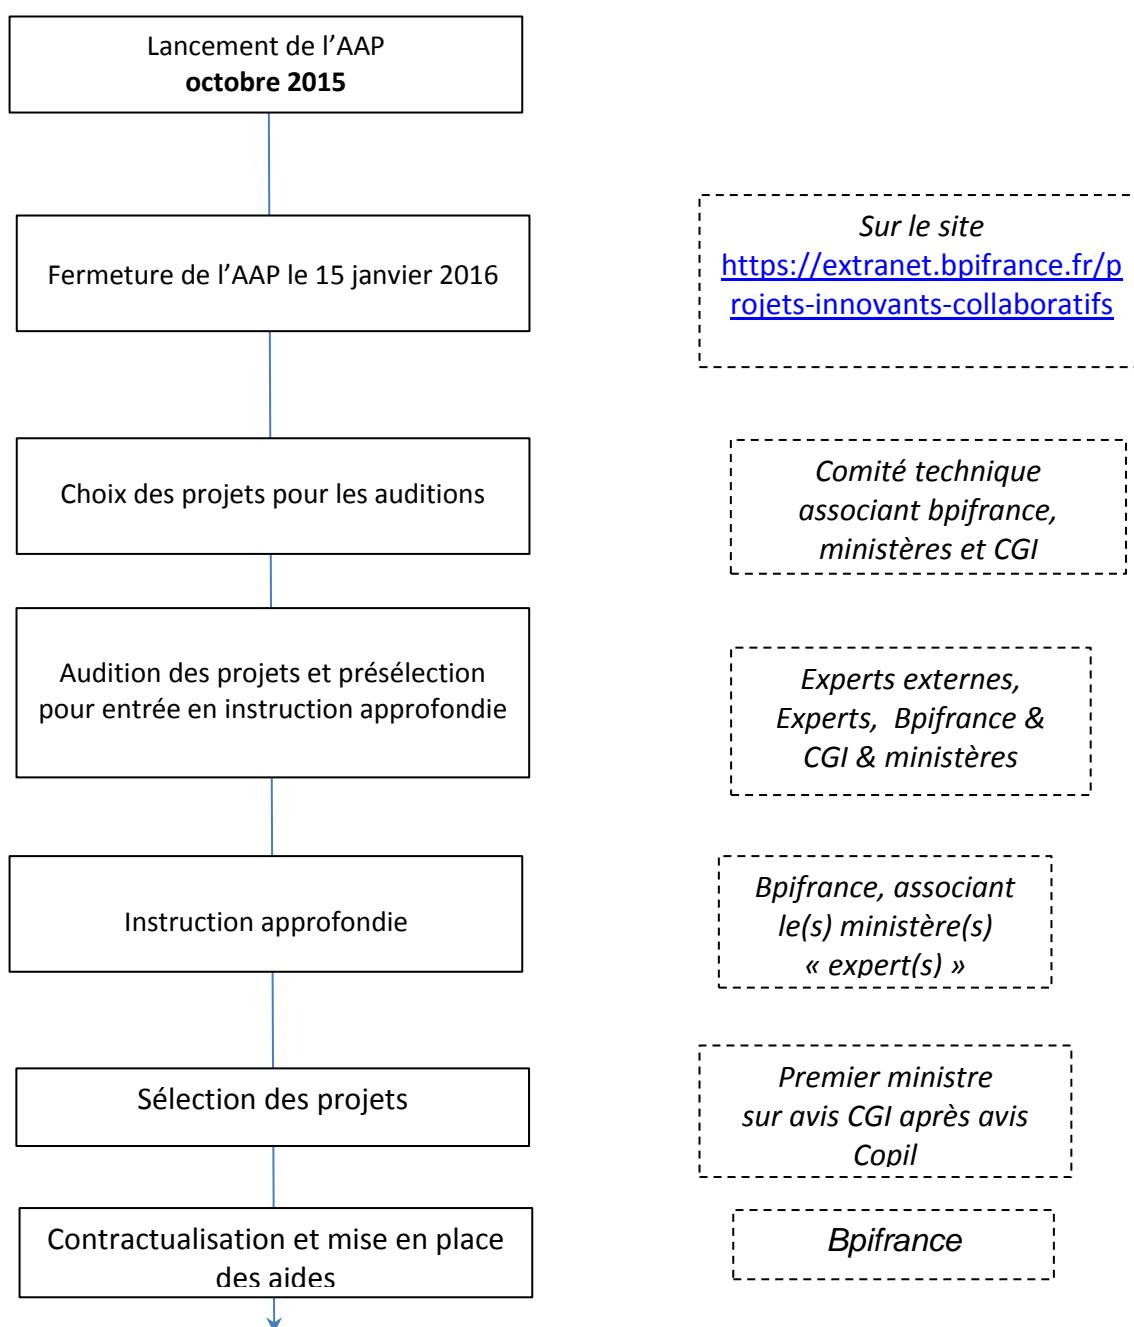 Lancement de l’AAP
octobre 2015
Fermeture de l’AAP le 15 janvier 2016
Sur le site
https://extranet.bpifrance.fr/p
rojets-innovants-collaboratifs
Choix des projets pour les auditions
Comité technique
associant bpifrance,
ministères et CGI
Audition des projets et présélection
pour entrée en instruction approfondie
Experts externes,
Experts, Bpifrance &
CGI & ministères
Instruction approfondie
Bpifrance, associant
le(s) ministère(s)
« expert(s) »
Sélection des projets
Premier ministre
sur avis CGI après avis
Copil
Contractualisation et mise en place
des aides
Bpifrance